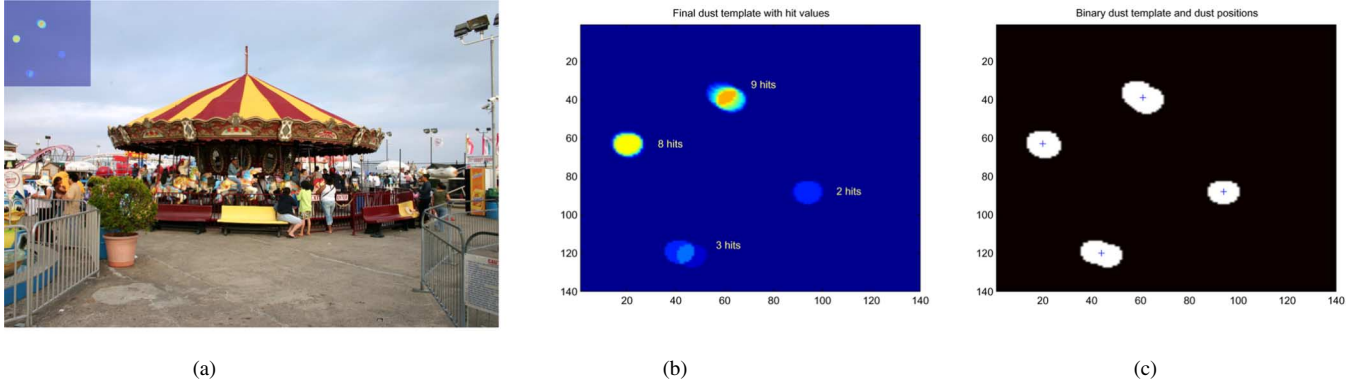 Final dust template with hit values
20
40
60
80
100
120
140
20 40 60 80 100 120 140
9 hits
8 hits
2 hits
3 hits
Binary dust template and dust positions
20
40
60
80
100
120
140
20 40 60 80 100 120 140
(a) (b) (c)